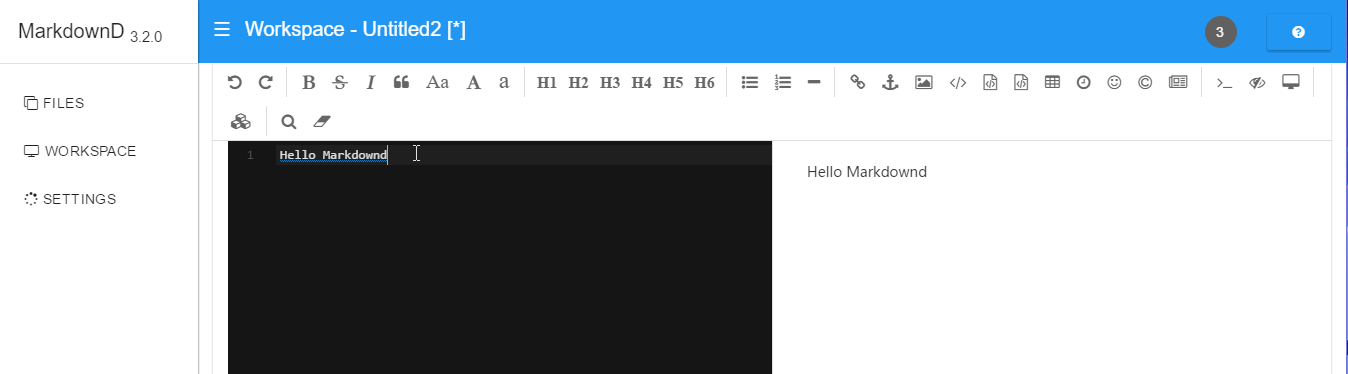 MarkdownD 3.2.0
Workspace - Untitled2 [*]
3
FILES
WORKSPACE
SETTINGS
B S I Aa A a H1 H2 H3 H4 H5 H6
1 Hello Markdownd
Hello Markdownd